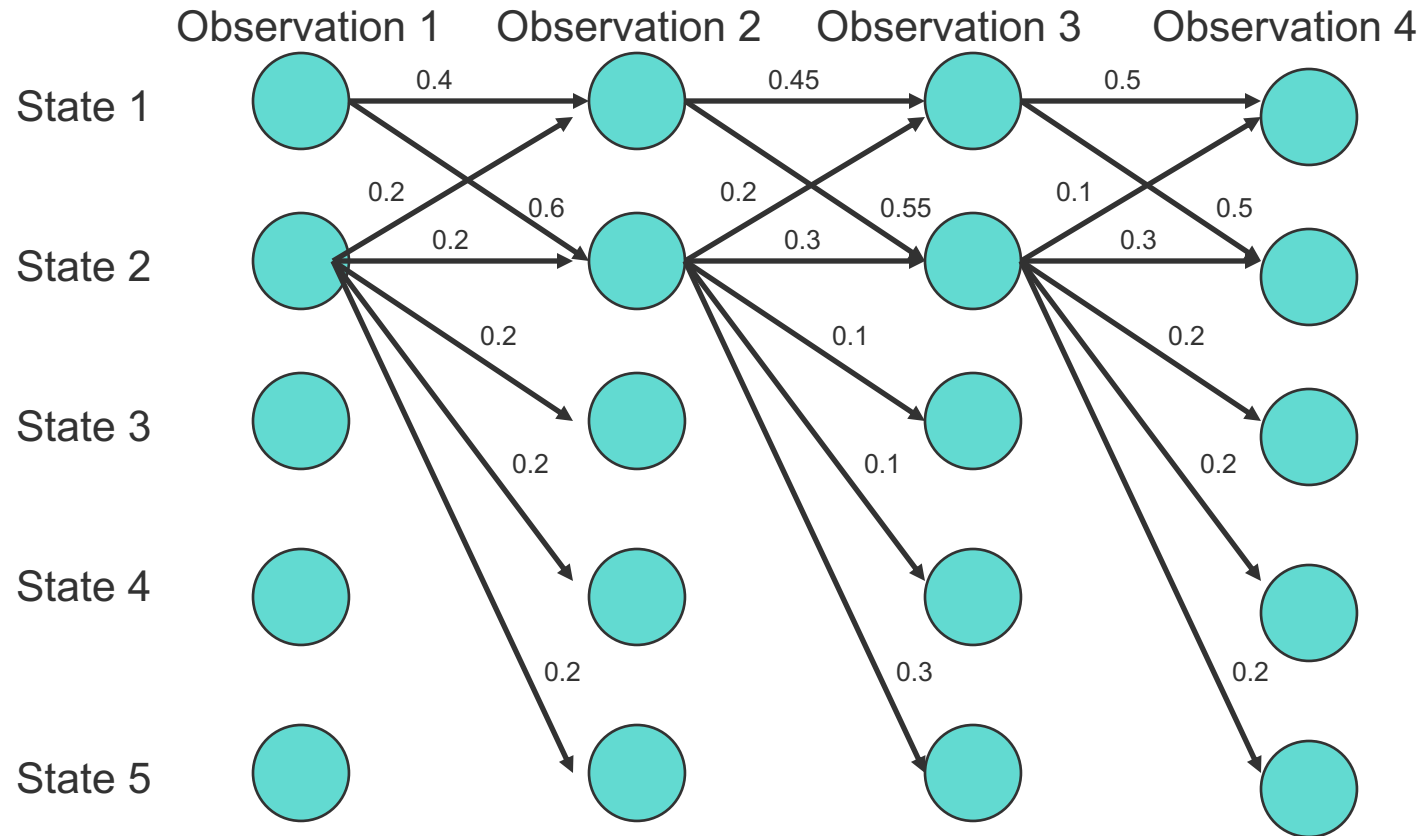 Observation 1 Observation 2 Observation 3 Observation 4
0.4 0.45 0.5
State 1
0.2 0.6 0.2 0.55 0.1 0.5
0.2 0.3 0.3
State 2
0.2 0.1 0.2
State 3
0.2 0.1 0.2
State 4
0.2 0.3 0.2
State 5